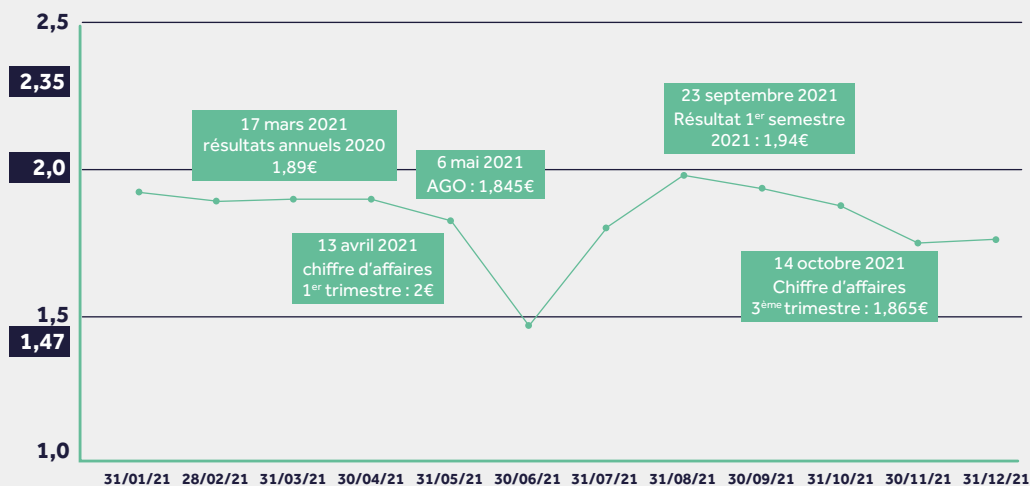 2,5
2,35
2,0
1,5
1,47
1,0
17 mars 2021
résultats annuels 2020
1,89€
13 avril 2021
chiffre d'affaires
1er trimestre : 2€
6 mai 2021
AGO : 1,845€
23 septembre 2021
Résultat 1er semestre
2021 : 1,94€
14 octobre 2021
Chiffre d'affaires
3ème trimestre : 1,865€
31/01/21 28/02/21 31/03/21 30/04/21 31/05/21 30/06/21 31/07/21 31/08/21 30/09/21 31/10/21 30/11/21 31/12/21